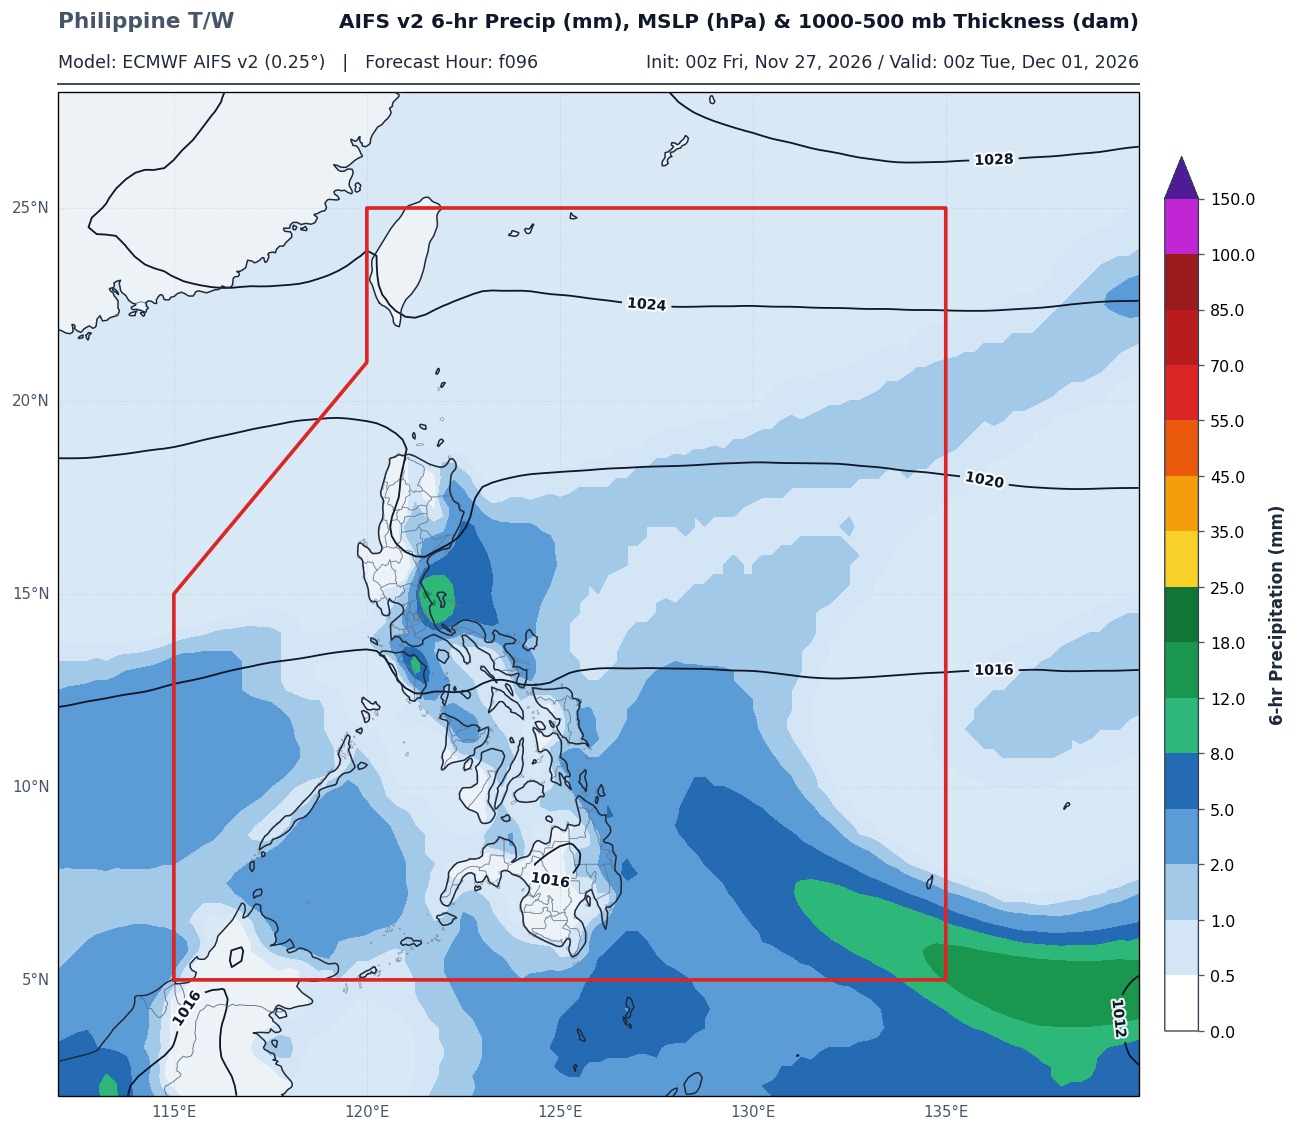 Philippine T/W
AIFS v2 6-hr Precip (mm), MSLP (hPa) & 1000-500 mb Thickness (dam)
Model: ECMWF AIFS v2 (0.25°) | Forecast Hour: f096
Init: 00z Fri, Nov 27, 2026 / Valid: 00z Tue, Dec 01, 2026
1028
25°N
1024
20°N
1020
15°N
1016
10°N
1016
5°N
1016
1012
115°E
120°E
125°E
130°E
135°E
150.0
100.0
85.0
70.0
55.0
45.0
35.0
25.0
18.0
12.0
8.0
5.0
2.0
1.0
0.5
0.0
6-hr Precipitation (mm)